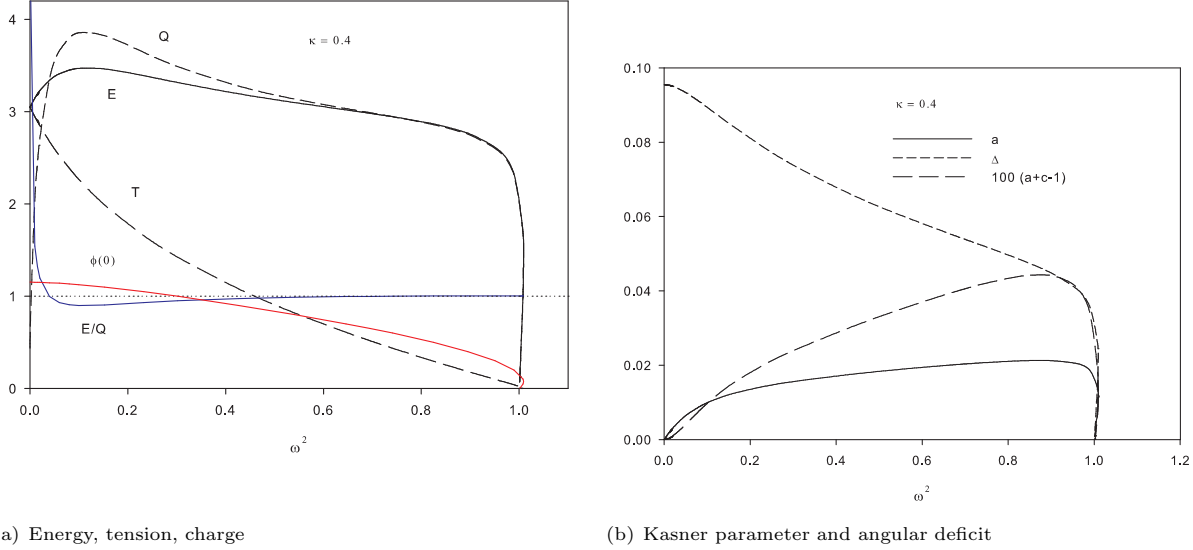 4
3
2
1
0
Q
κ = 0.4
E
T
ϕ(0)
E/Q
0.0 0.2 0.4 0.6 0.8 1.0
ω²
a) Energy, tension, charge
0.10
0.08
0.06
0.04
0.02
0.00
κ = 0.4
a
Δ
100 (a+c-1)
0.0 0.2 0.4 0.6 0.8 1.0 1.2
ω²
(b) Kasner parameter and angular deficit